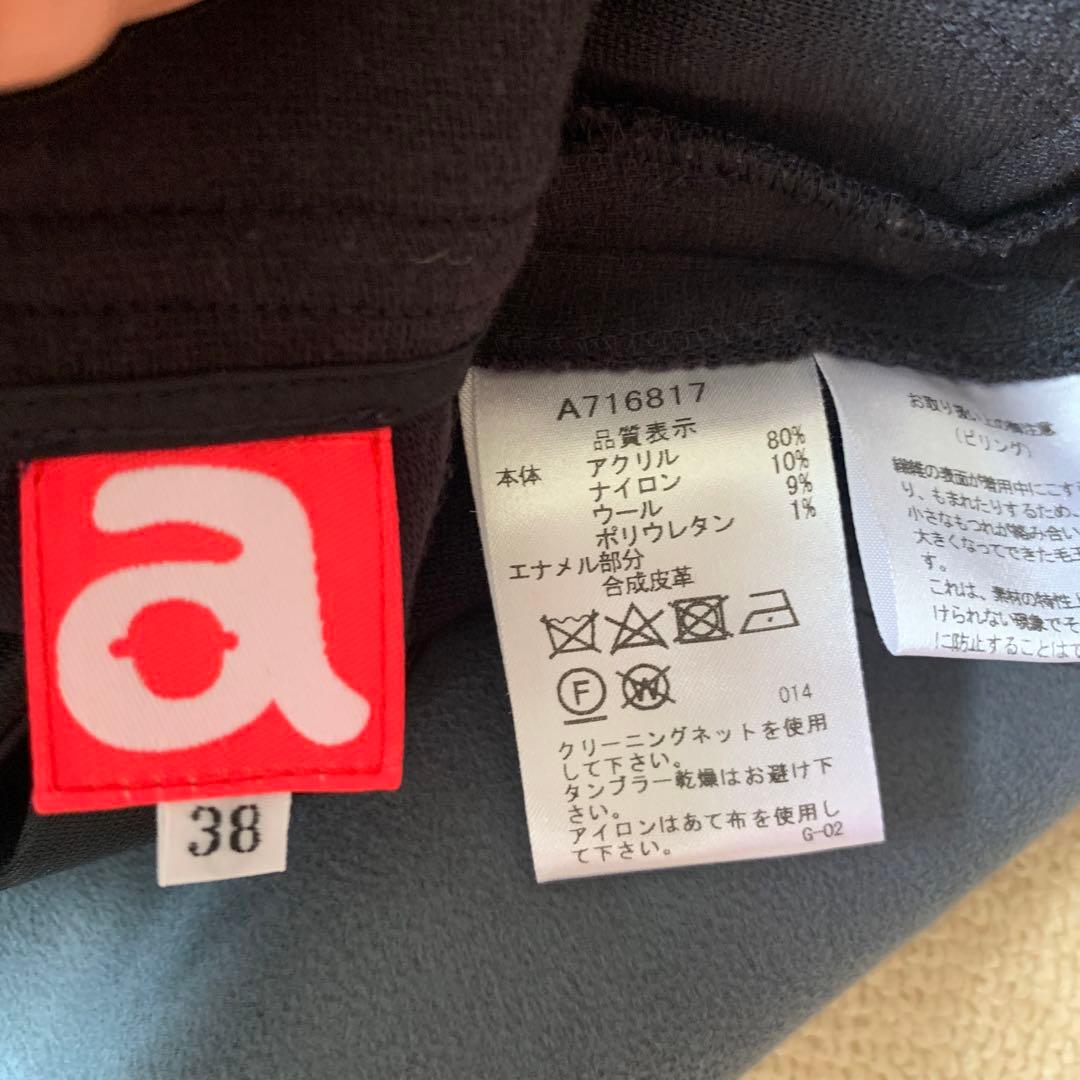 a
38
A716817
品質表示
本体 アクリル 80%
ナイロン 10%
ウール 9%
ポリウレタン 1%
エナメル部分
合成皮革
F W
014
クリーニングネットを使用
して下さい。
タンブラー乾燥はお避け下
さい。
アイロンはあて布を使用し
て下さい。
G-02
お取り扱い上の御注意
(ピリング)
繊維の表面が着用中にこす
り、もまれたりするため、
小さなもつれが絡み合い
大きくなってできた毛玉
す。
これは、素材の特性上
けられない現象でそ
に防止することはで